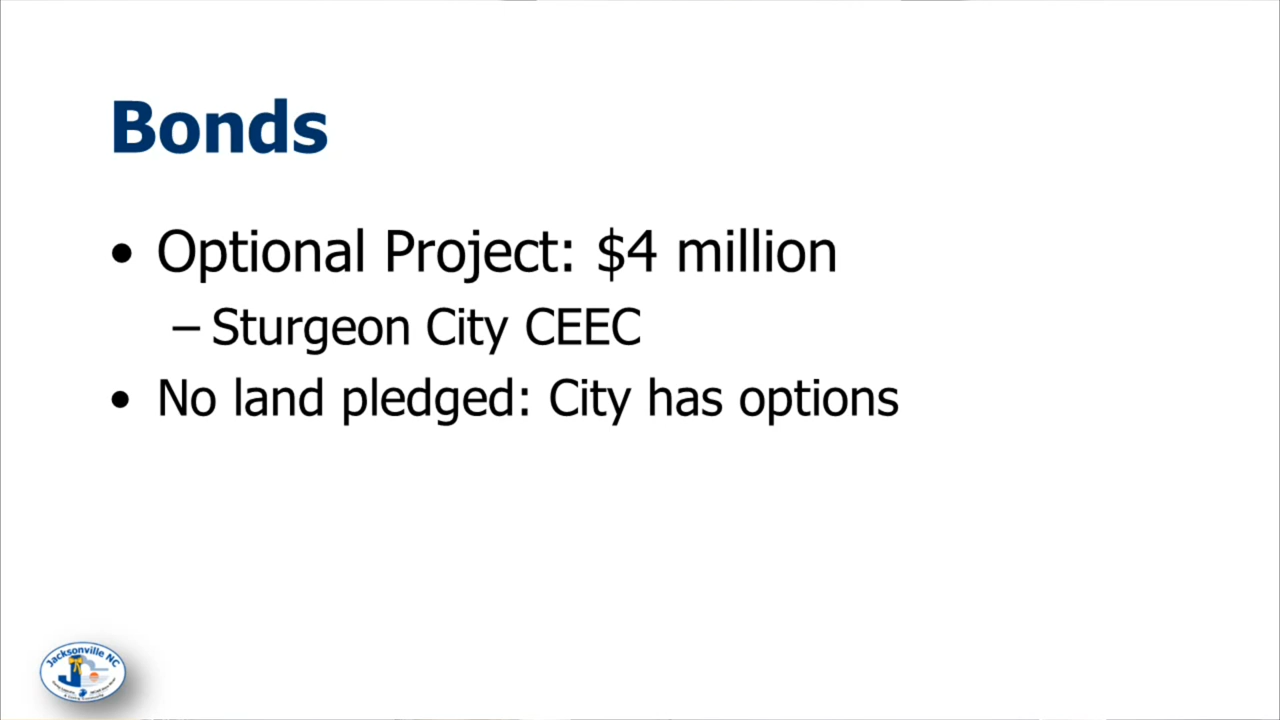 Bonds
• Optional Project: $4 million
– Sturgeon City CEEC
• No land pledged: City has options
Jacksonville NC